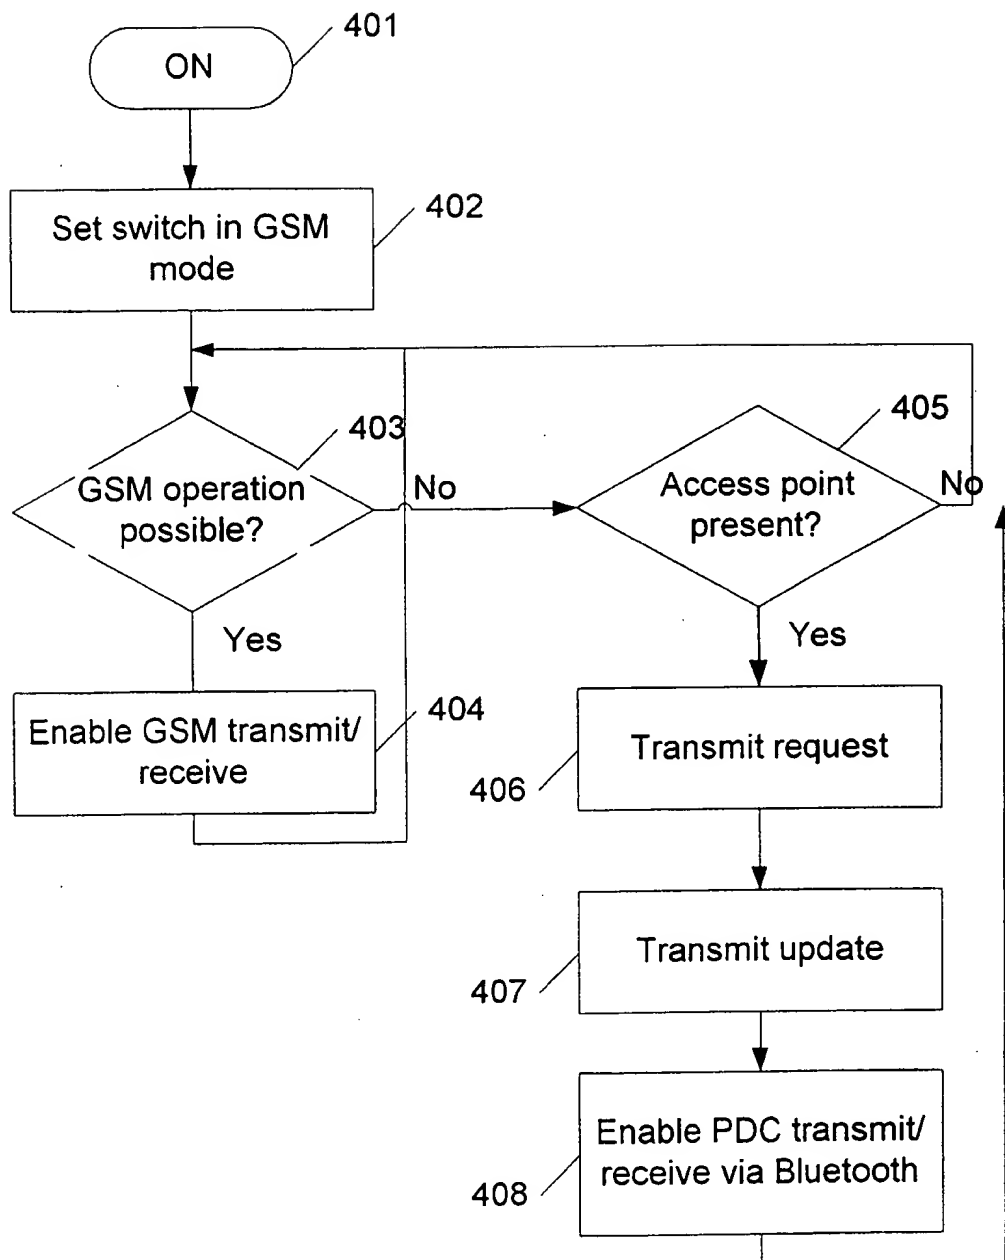 401
ON
402
Set switch in GSM
mode
403
GSM operation
possible?
No
405
Access point
present?
No
Yes
Yes
404
Enable GSM transmit/
receive
Transmit request
406
Transmit update
407
Enable PDC transmit/
receive via Bluetooth
408